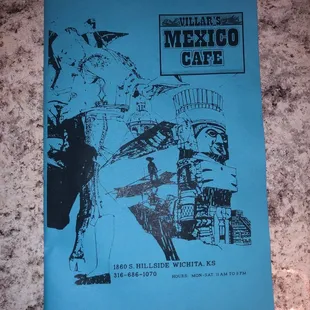 VILLAR'S
MEXICO
CAFE
1860 S. HILLSIDE WICHITA, KS
316-686-1070
HOURS MON-SAT 11 AM TO 8 PM